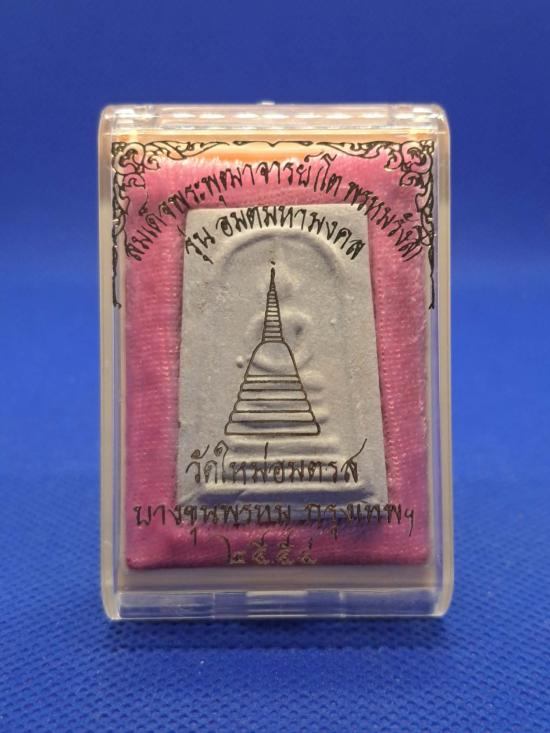 สมเด็จพระพุฒาจารย์ (โต พรหมรังสี)
รุ่น อมตมหามงคล
วัดใหม่อมตรส
บางขุนพรหม กรุงเทพฯ
๒๕๕๔